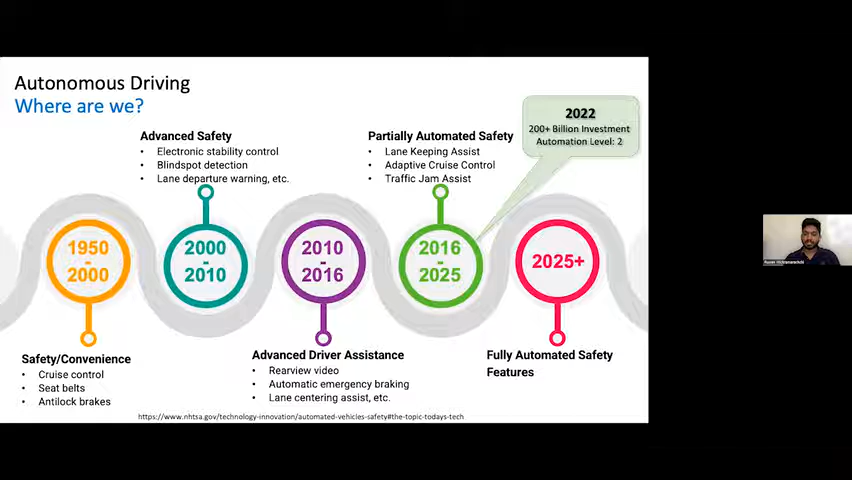 Autonomous Driving
Where are we?
2022
200+ Billion Investment
Automation Level: 2
Advanced Safety
• Electronic stability control
• Blindspot detection
• Lane departure warning, etc.
Partially Automated Safety
• Lane Keeping Assist
• Adaptive Cruise Control
• Traffic Jam Assist
1950
-
2000
2000
-
2010
2010
-
2016
2016
-
2025
2025+
Safety/Convenience
• Cruise control
• Seat belts
• Antilock brakes
Advanced Driver Assistance
• Rearview video
• Automatic emergency braking
• Lane centering assist, etc.
Fully Automated Safety
Features
https://www.nhtsa.gov/technology-innovation/automated-vehicles-safety#the-topic-todays-tech